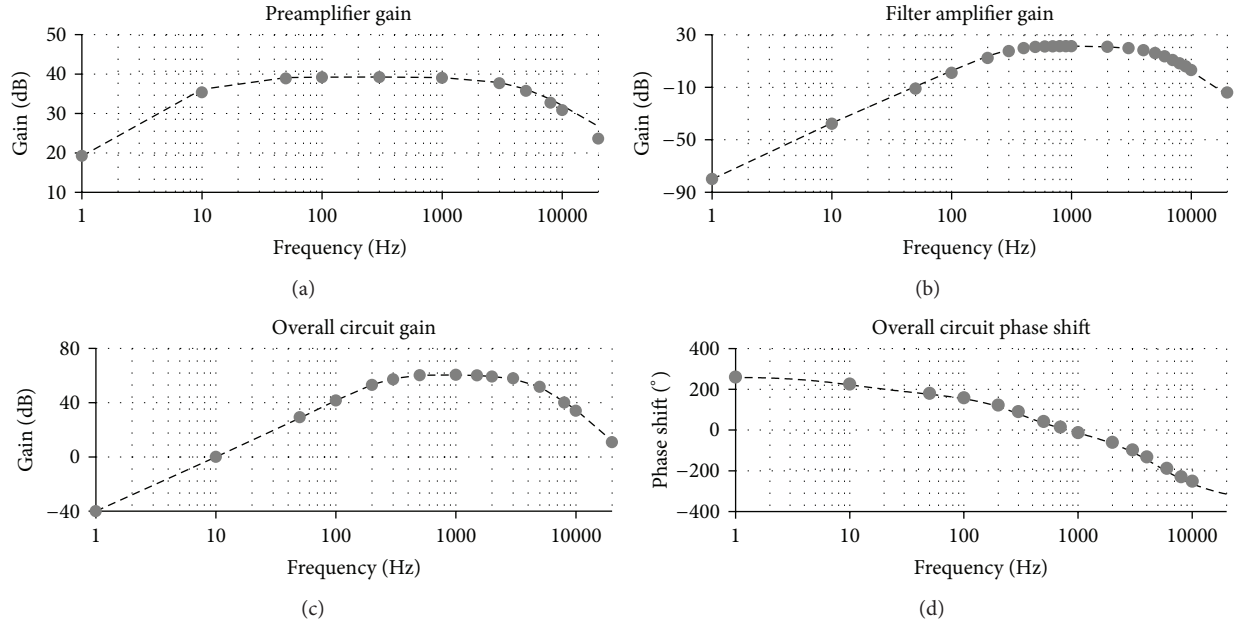 Preamplifier gain
50
40
30
20
10
Gain (dB)
1 10 100 1000 10000
Frequency (Hz)
(a)
Filter amplifier gain
30
−10
−50
−90
Gain (dB)
1 10 100 1000 10000
Frequency (Hz)
(b)
Overall circuit gain
80
40
0
−40
Gain (dB)
1 10 100 1000 10000
Frequency (Hz)
(c)
Overall circuit phase shift
400
200
0
−200
−400
Phase shift (°)
1 10 100 1000 10000
Frequency (Hz)
(d)